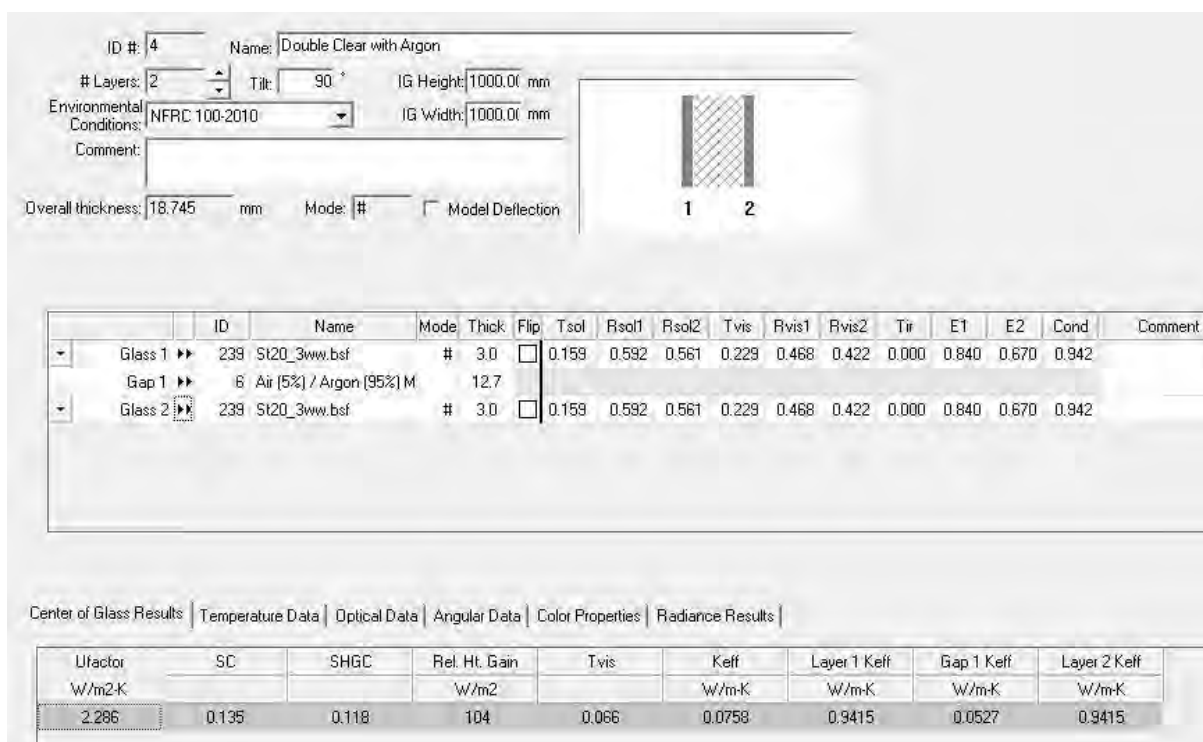 ID #: 4 Name: Double Clear with Argon
# Layers: 2 Tilt: 90 ° IG Height: 1000.0( mm
Environmental Conditions: NFRC 100-2010 IG Width: 1000.0( mm
Comment:
Overall thickness: 18.745 mm Mode: # Model Deflection
1 2
ID Name Mode Thick Flip Tsol Rsol1 Rsol2 Tvis Rvis1 Rvis2 Tir E1 E2 Cond Comment
Glass 1 239 St20_3ww.bsf # 3.0 0.159 0.592 0.561 0.229 0.468 0.422 0.000 0.840 0.670 0.942
Gap 1 6 Air (5%) / Argon (95%) M 12.7
Glass 2 239 St20_3ww.bsf # 3.0 0.159 0.592 0.561 0.229 0.468 0.422 0.000 0.840 0.670 0.942
Center of Glass Results Temperature Data Optical Data Angular Data Color Properties Radiance Results
Ufactor SC SHGC Rel. Ht. Gain Tvis Keff Layer 1 Keff Gap 1 Keff Layer 2 Keff
W/m2-K W/m2 W/m-K W/m-K W/m-K W/m-K
2.286 0.135 0.118 104 0.066 0.0758 0.9415 0.0527 0.9415